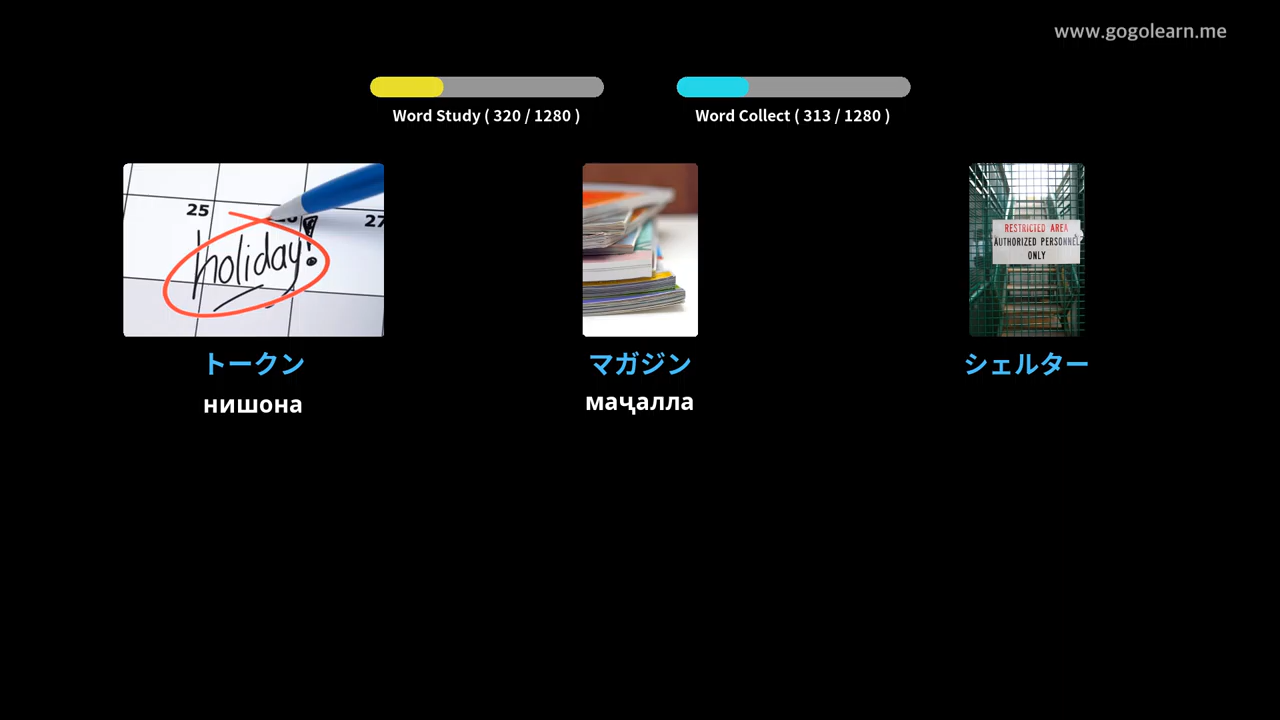 www.gogolearn.me
Word Study ( 320 / 1280 )
Word Collect ( 313 / 1280 )
25
27
holiday!
RESTRICTED AREA
AUTHORIZED PERSONNEL
ONLY
トークン
マガジン
シェルター
нишона
маҷалла